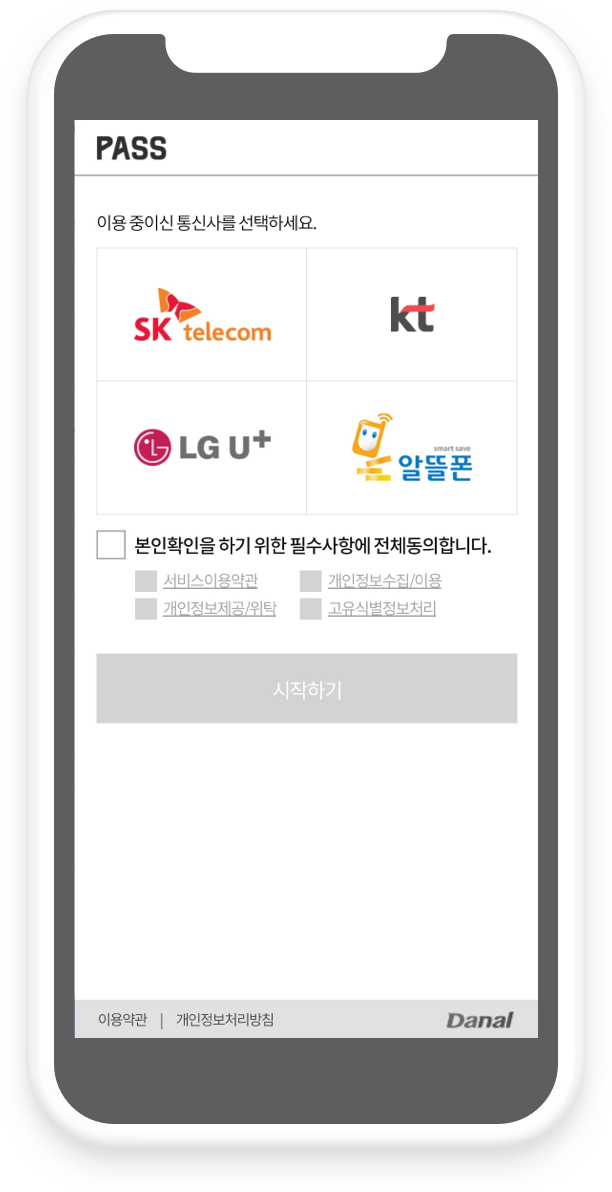 PASS
이용 중이신 통신사를 선택하세요.
SK telecom
kt
LG U+
smart save
알뜰폰
본인확인을 하기 위한 필수사항에 전체동의합니다.
서비스이용약관 개인정보수집/이용
개인정보제공/위탁 고유식별정보처리
시작하기
이용약관 | 개인정보처리방침 Danal